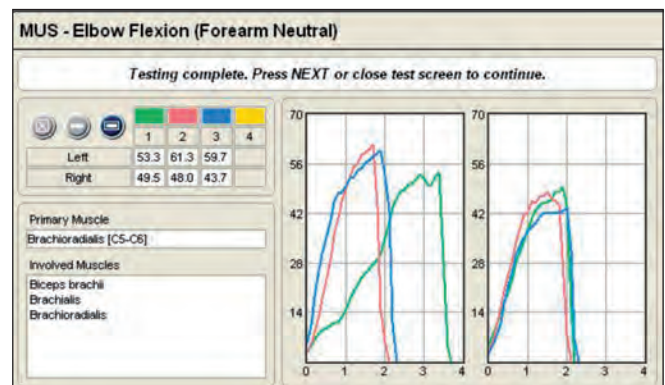 MUS - Elbow Flexion (Forearm Neutral)
Testing complete. Press NEXT or close test screen to continue.
1 2 3 4
Left 53.3 61.3 59.7
Right 49.5 48.0 43.7
Primary Muscle
Brachioradialis [C5-C6]
Involved Muscles
Biceps brachii
Brachialis
Brachioradialis
70
56
42
28
14
0 1 2 3 4
70
56
42
28
14
0 1 2 3 4